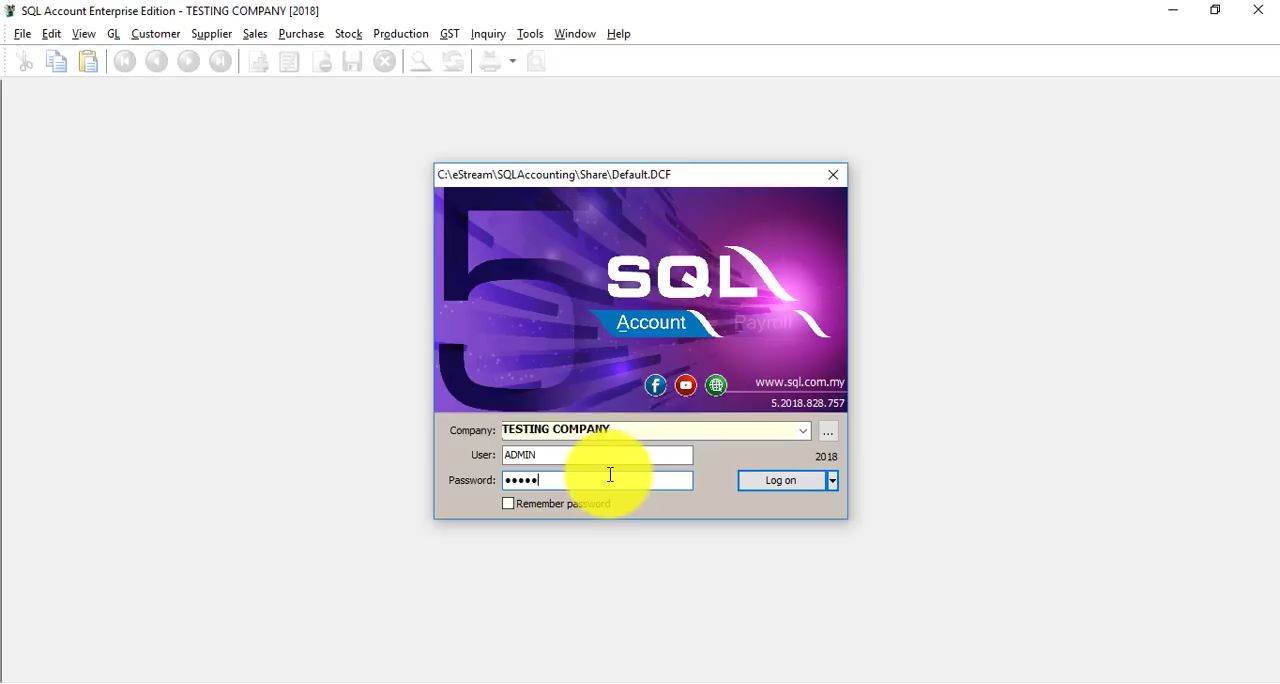 SQL Account Enterprise Edition - TESTING COMPANY [2018]
File Edit View GL Customer Supplier Sales Purchase Stock Production GST Inquiry Tools Window Help
C:\eStream\SQLAccounting\Share\Default.DCF
SQL
Account Payroll
www.sql.com.my
5.2018.828.757
Company: TESTING COMPANY ...
User: ADMIN 2018
Password: ●●●●● Log on
Remember password